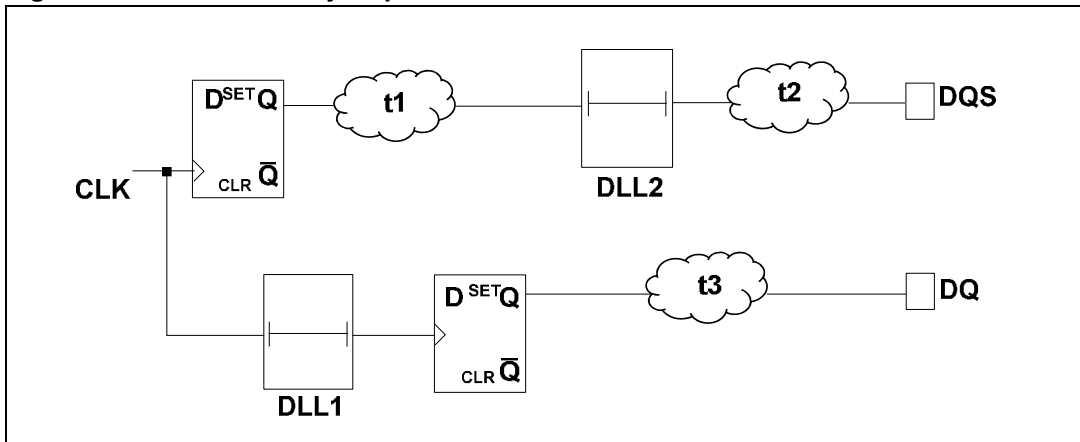 D SET Q
t1
t2
DQS
CLR Q̅
CLK
DLL2
D SET Q
t3
DQ
CLR Q̅
DLL1